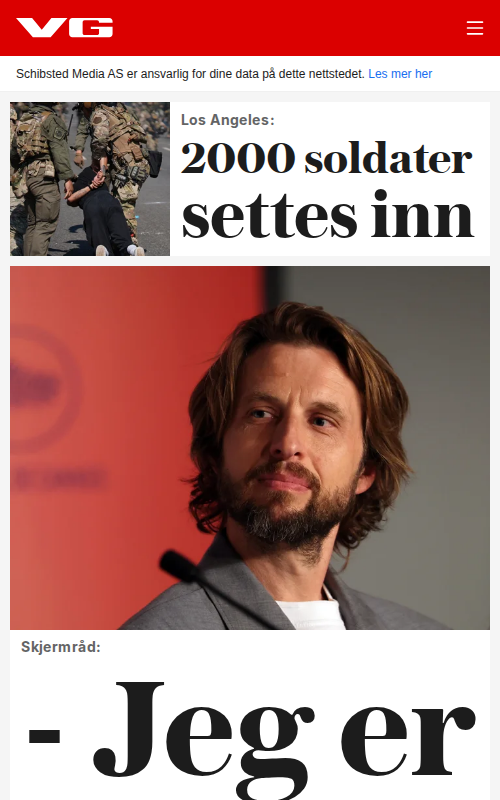 VG
Schibsted Media AS er ansvarlig for dine data på dette nettstedet. Les mer her
Los Angeles:
2000 soldater
settes inn
Skjermråd:
- Jeg er